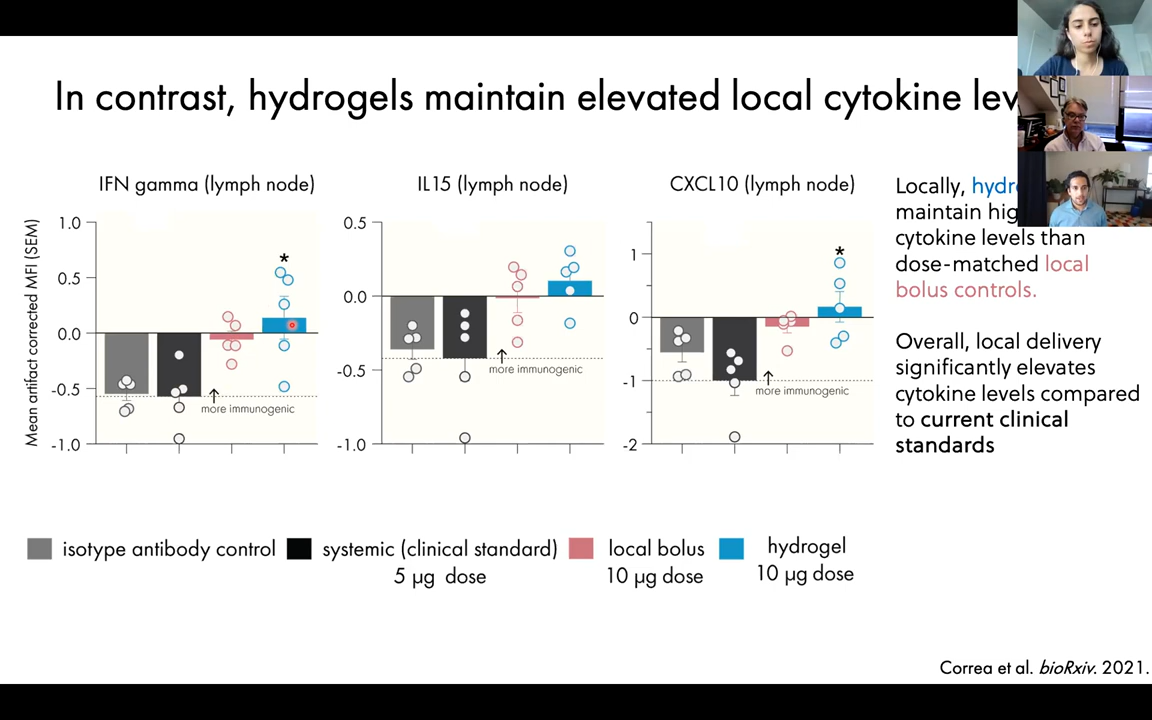 In contrast, hydrogels maintain elevated local cytokine
IFN gamma (lymph node)
Mean artifact corrected MFI (SEM)
1.0
0.5
0.0
-0.5
-1.0
*
more immunogenic
IL15 (lymph node)
0.5
0.0
-0.5
-1.0
more immunogenic
CXCL10 (lymph node)
1
0
-1
-2
*
more immunogenic
Locally,
maintain
cytokine levels than
dose-matched local
bolus controls.
Overall, local delivery
significantly elevates
cytokine levels compared
to current clinical
standards
isotype antibody control
systemic (clinical standard)
5 μg dose
local bolus
10 μg dose
hydrogel
10 μg dose
Correa et al. bioRxiv. 2021.